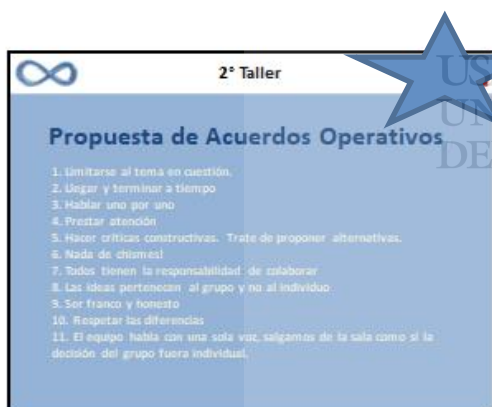 2° Taller
US
UN
DE
Propuesta de Acuerdos Operativos
1. Limitarse al tema en cuestión.
2. Llegar y terminar a tiempo
3. Hablar uno por uno
4. Prestar atención
5. Hacer críticas constructivas. Trate de proponer alternativas.
6. Nada de chismes!
7. Todos tienen la responsabilidad de colaborar
8. Las ideas pertenecen al grupo y no al individuo
9. Ser franco y honesto
10. Respetar las diferencias
11. El equipo habla con una sola voz, salgamos de la sala como si la
decisión del grupo fuera individual.